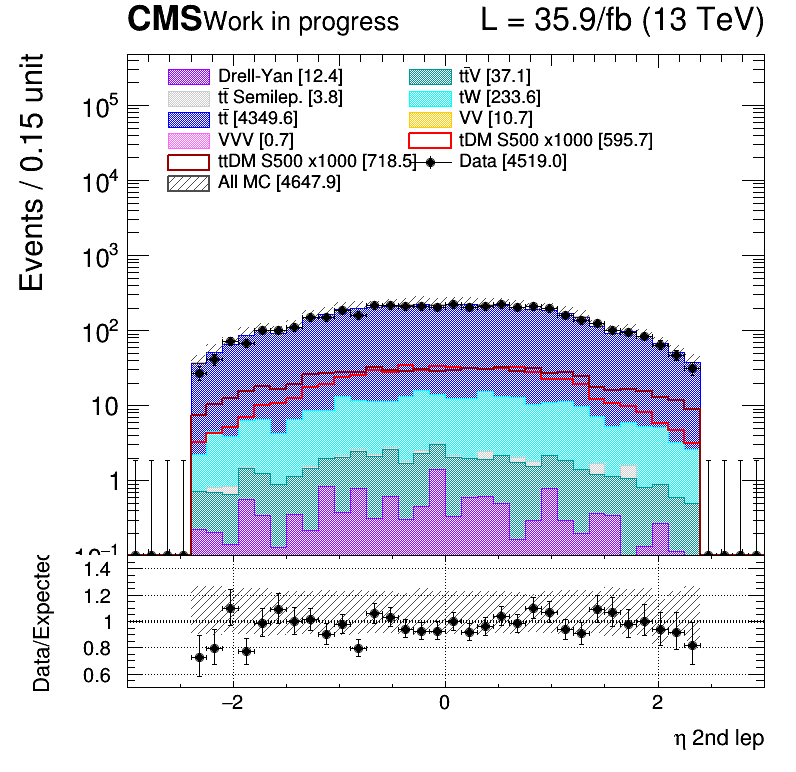 CMS Work in progress L = 35.9/fb (13 TeV)
Events / 0.15 unit
Drell-Yan [12.4] tt̄V [37.1]
tt̄ Semilep. [3.8] tW [233.6]
tt̄ [4349.6] VV [10.7]
VVV [0.7] tDM S500 x1000 [595.7]
ttDM S500 x1000 [718.5] Data [4519.0]
All MC [4647.9]
10⁵
10⁴
10³
10²
10
1
10⁻¹
Data/Expected
1.4
1.2
1
0.8
0.6
−2 0 2
η 2nd lep